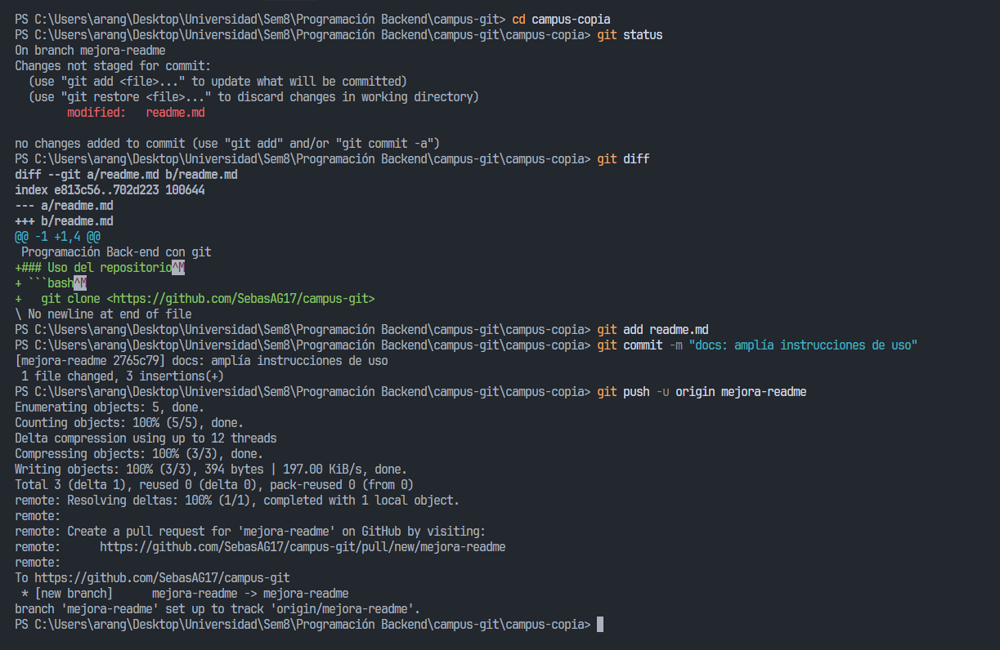 PS C:\Users\arang\Desktop\Universidad\Sem8\Programación Backend\campus-git> cd campus-copia
PS C:\Users\arang\Desktop\Universidad\Sem8\Programación Backend\campus-git\campus-copia> git status
On branch mejora-readme
Changes not staged for commit:
  (use "git add <file>..." to update what will be committed)
  (use "git restore <file>..." to discard changes in working directory)
        modified:   readme.md

no changes added to commit (use "git add" and/or "git commit -a")
PS C:\Users\arang\Desktop\Universidad\Sem8\Programación Backend\campus-git\campus-copia> git diff
diff --git a/readme.md b/readme.md
index e813c56..702d223 100644
--- a/readme.md
+++ b/readme.md
@@ -1 +1,4 @@
 Programación Back-end con git
+### Uso del repositorio^M
+ ```bash^M
+   git clone <https://github.com/SebasAG17/campus-git>
\ No newline at end of file
PS C:\Users\arang\Desktop\Universidad\Sem8\Programación Backend\campus-git\campus-copia> git add readme.md
PS C:\Users\arang\Desktop\Universidad\Sem8\Programación Backend\campus-git\campus-copia> git commit -m "docs: amplía instrucciones de uso"
[mejora-readme 2765c79] docs: amplía instrucciones de uso
 1 file changed, 3 insertions(+)
PS C:\Users\arang\Desktop\Universidad\Sem8\Programación Backend\campus-git\campus-copia> git push -u origin mejora-readme
Enumerating objects: 5, done.
Counting objects: 100% (5/5), done.
Delta compression using up to 12 threads
Compressing objects: 100% (3/3), done.
Writing objects: 100% (3/3), 394 bytes | 197.00 KiB/s, done.
Total 3 (delta 1), reused 0 (delta 0), pack-reused 0 (from 0)
remote: Resolving deltas: 100% (1/1), completed with 1 local object.
remote:
remote: Create a pull request for 'mejora-readme' on GitHub by visiting:
remote:      https://github.com/SebasAG17/campus-git/pull/new/mejora-readme
remote:
To https://github.com/SebasAG17/campus-git
 * [new branch]      mejora-readme -> mejora-readme
branch 'mejora-readme' set up to track 'origin/mejora-readme'.
PS C:\Users\arang\Desktop\Universidad\Sem8\Programación Backend\campus-git\campus-copia>